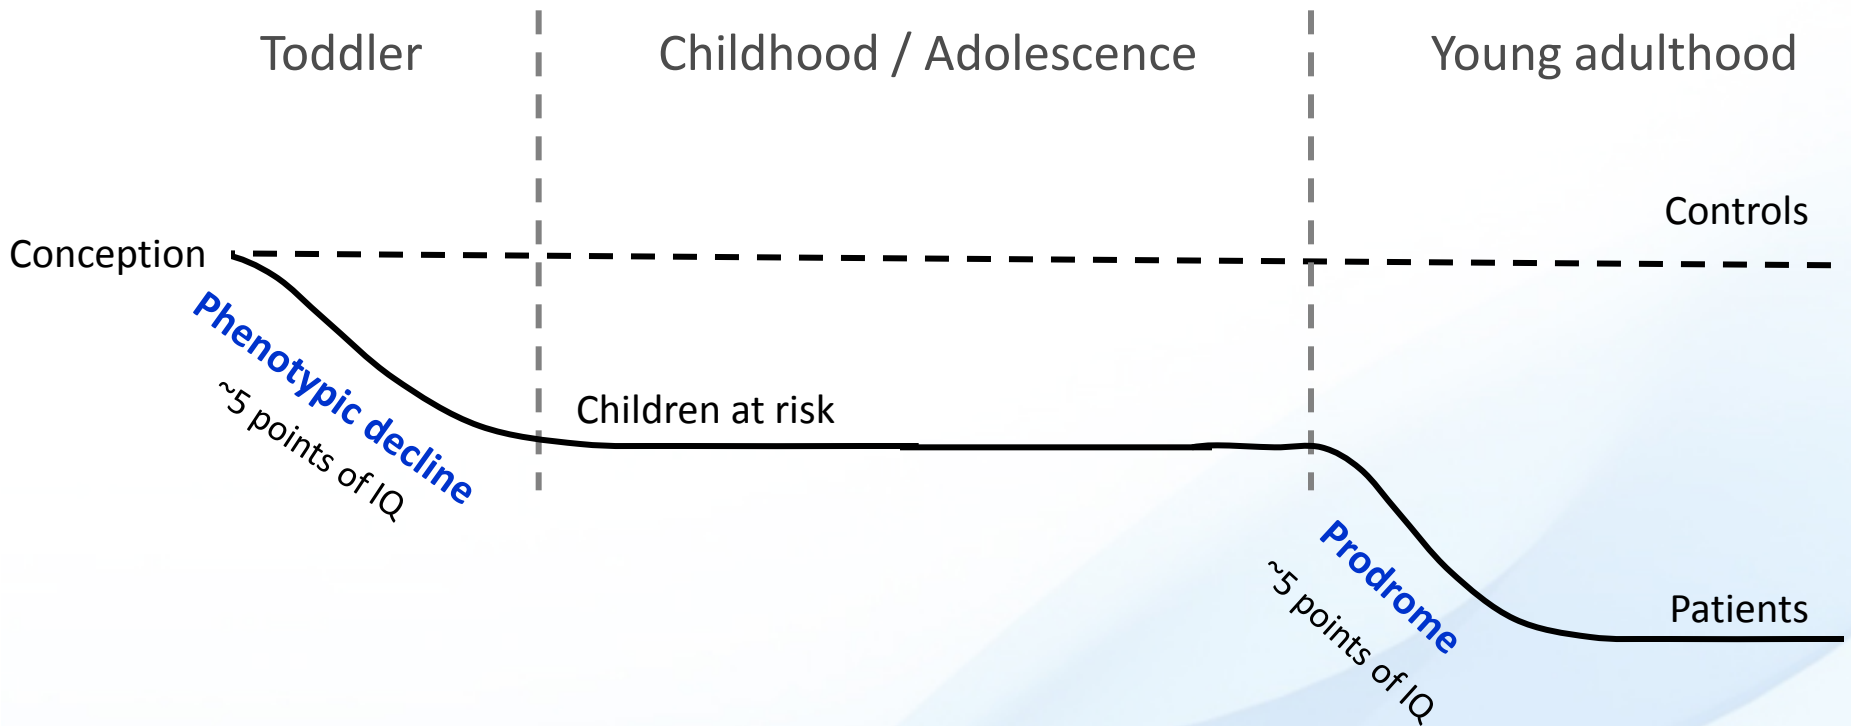 Toddler
Childhood / Adolescence
Young adulthood
Controls
Conception
Phenotypic decline
~5 points of IQ
Children at risk
Prodrome
~5 points of IQ
Patients